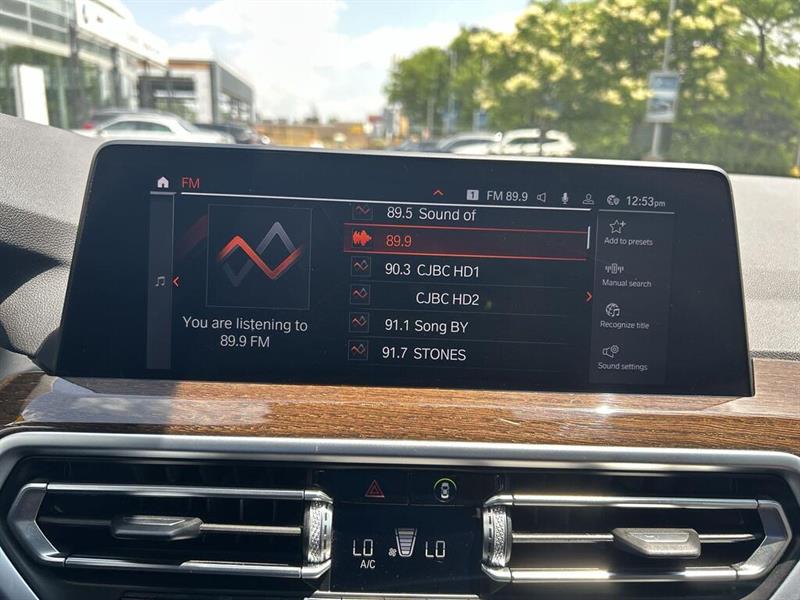 FM
1 FM 89.9 12:53pm
89.5 Sound of
89.9
90.3 CJBC HD1
CJBC HD2
91.1 Song BY
91.7 STONES
You are listening to
89.9 FM
Add to presets
Manual search
Recognize title
Sound settings
LO LO
A/C